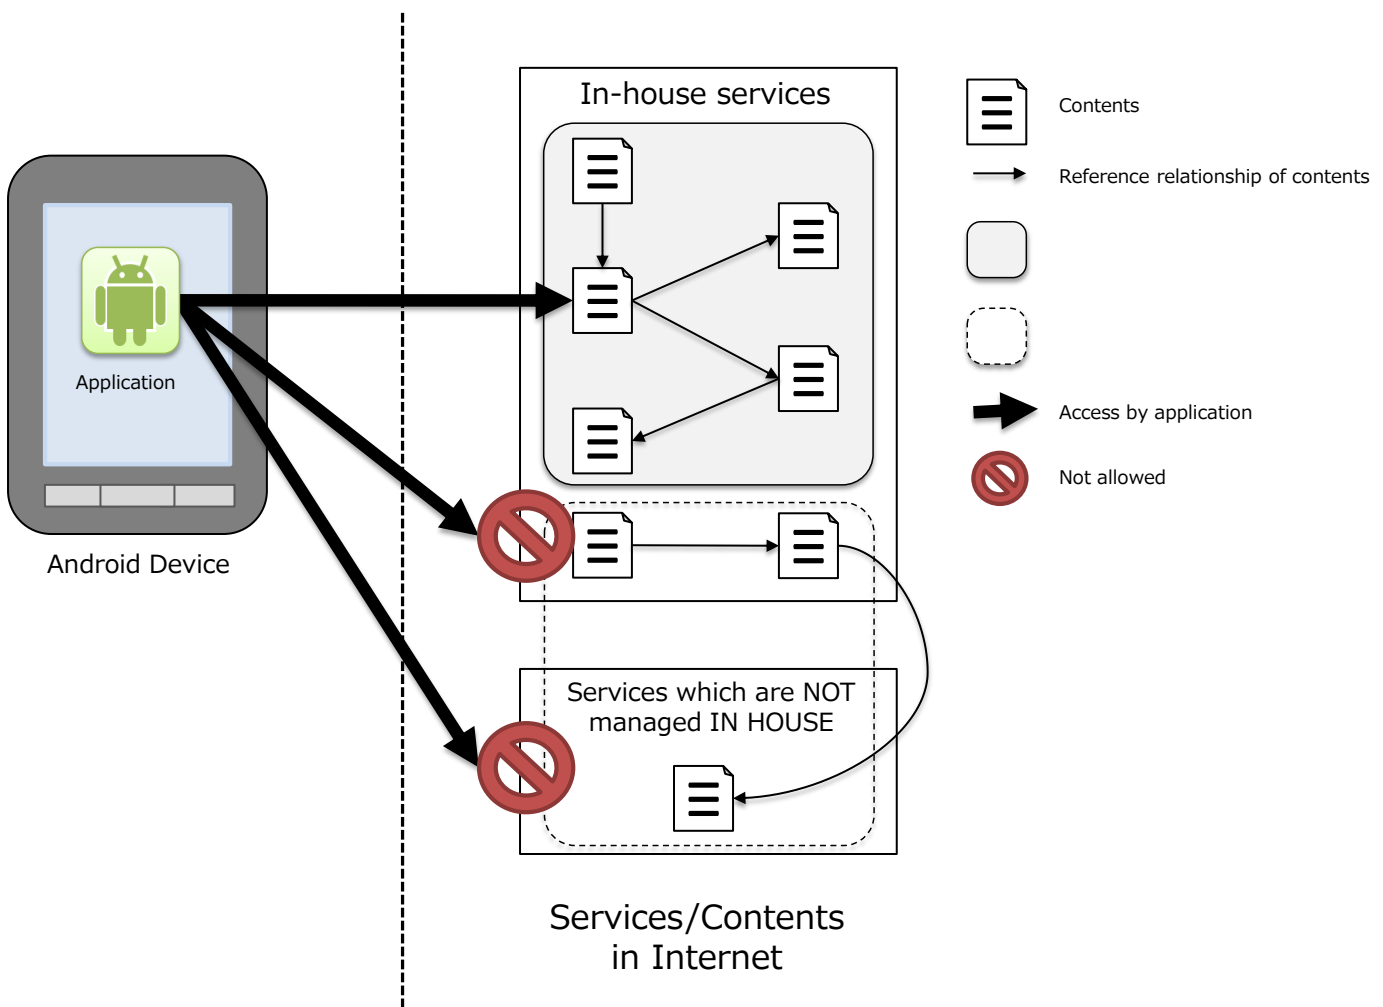 In-house services
Contents
Reference relationship of contents
Application
Access by application
Not allowed
Android Device
Services which are NOT
managed IN HOUSE
Services/Contents
in Internet